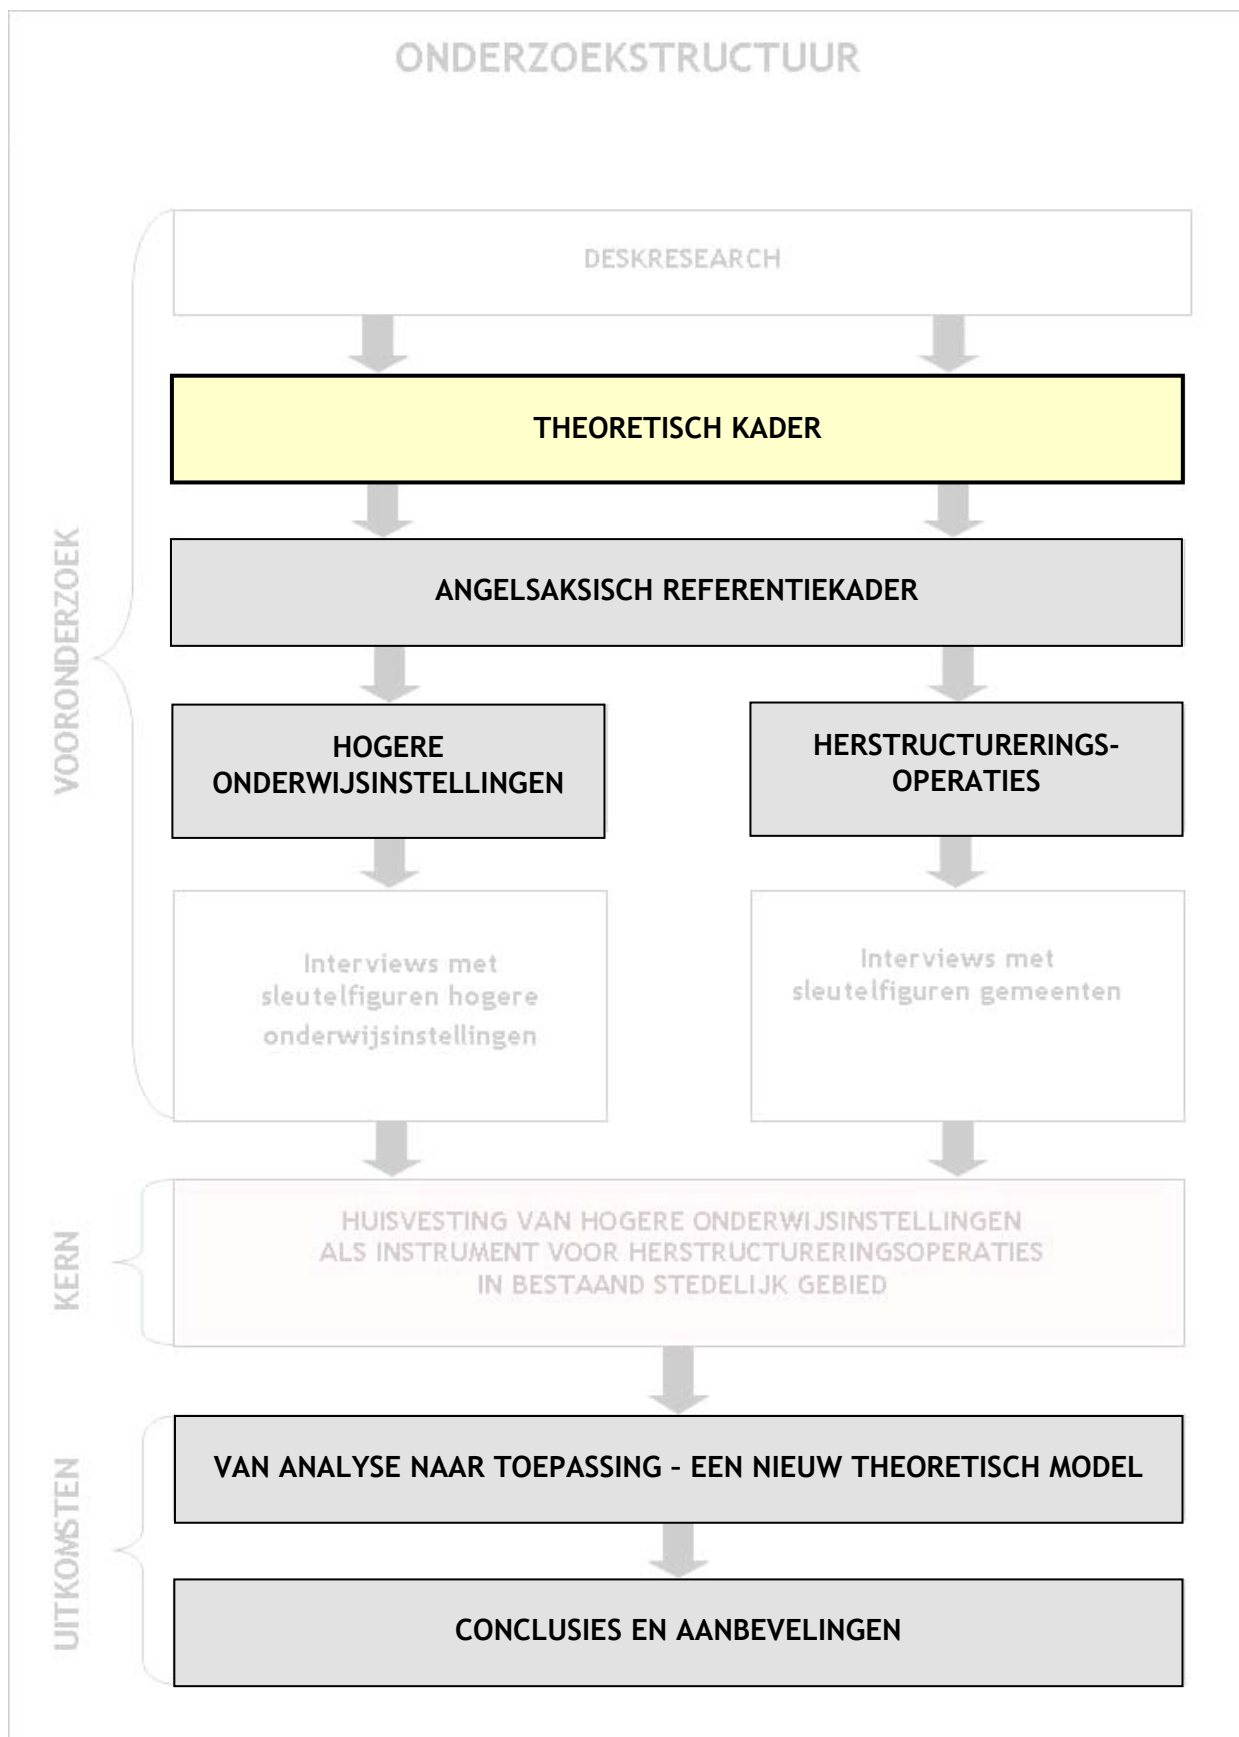 ONDERZOEKSTRUCTUUR
DESKRESEARCH
THEORETISCH KADER
VOORONDERZOEK
ANGELSAKSISCH REFERENTIEKADER
HOGERE
ONDERWIJSINSTELLINGEN
HERSTRUCTURERINGS-
OPERATIES
Interviews met
sleutelfiguren hogere
onderwijsinstellingen
Interviews met
sleutelfiguren gemeenten
KERN
HUISVESTING VAN HOGERE ONDERWIJSINSTELLINGEN
ALS INSTRUMENT VOOR HERSTRUCTURERINGSOPERATIES
IN BESTAAND STEDELIJK GEBIED
UITKOMSTEN
VAN ANALYSE NAAR TOEPASSING – EEN NIEUW THEORETISCH MODEL
CONCLUSIES EN AANBEVELINGEN